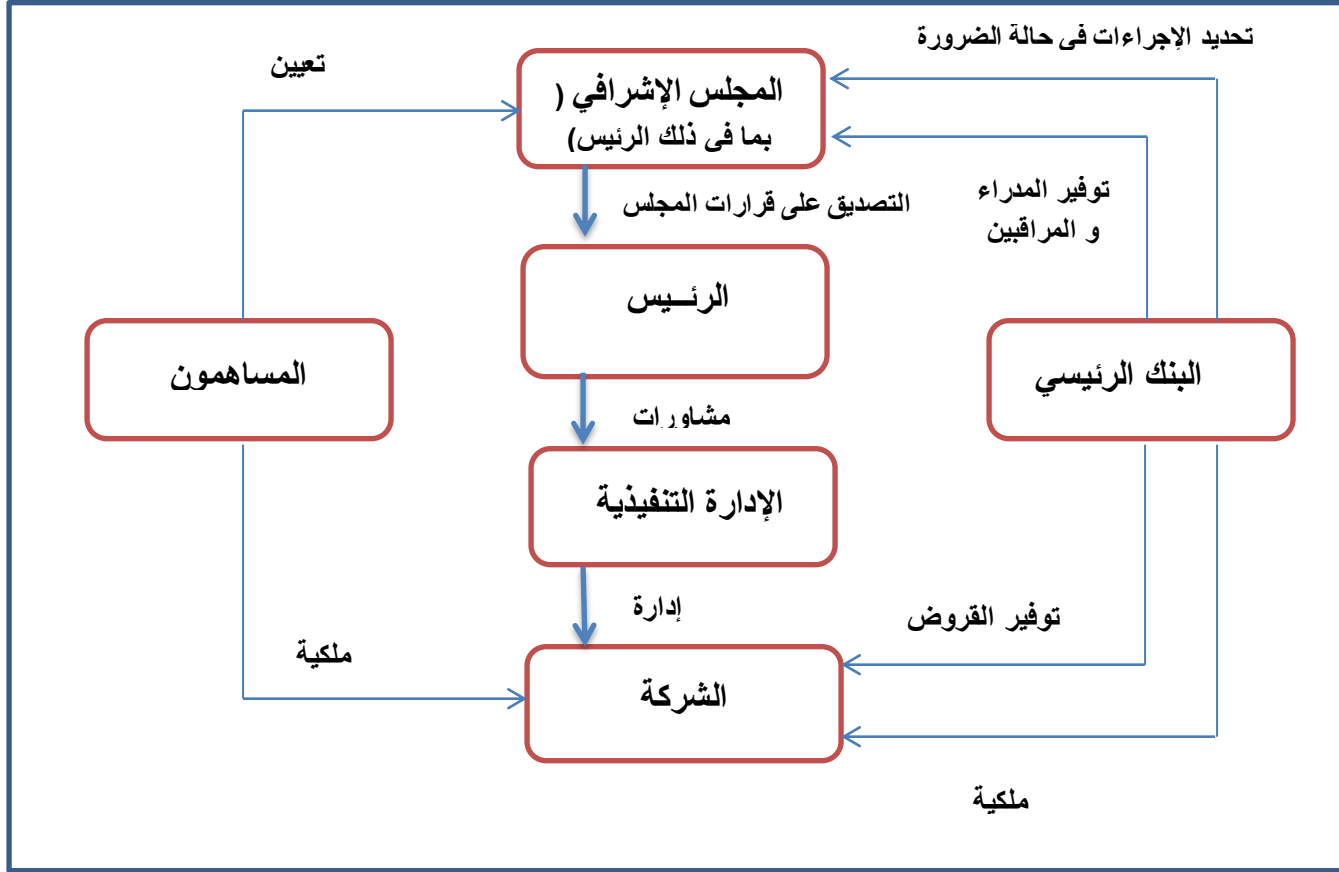 تحديد الإجراءات فى حالة الضرورة
تعيين
المجلس الإشرافي (
بما فى ذلك الرئيس)
توفير المدراء
و المراقبين
التصديق على قرارات المجلس
الرئــيس
البنك الرئيسي
المساهمون
مشاورات
الإدارة التنفيذية
إدارة
توفير القروض
ملكية
الشركة
ملكية